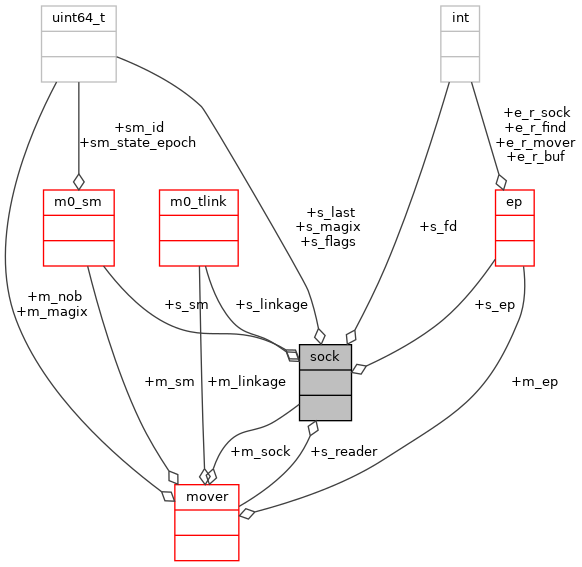 uint64_t
int
+e_r_sock
+e_r_find
+e_r_mover
+e_r_buf
+sm_id
+sm_state_epoch
m0_sm
m0_tlink
ep
+s_last
+s_magix
+s_flags
+s_fd
+m_nob
+m_magix
+s_sm
+s_linkage
+s_ep
sock
+m_sm
+m_linkage
+m_ep
+m_sock
+s_reader
mover